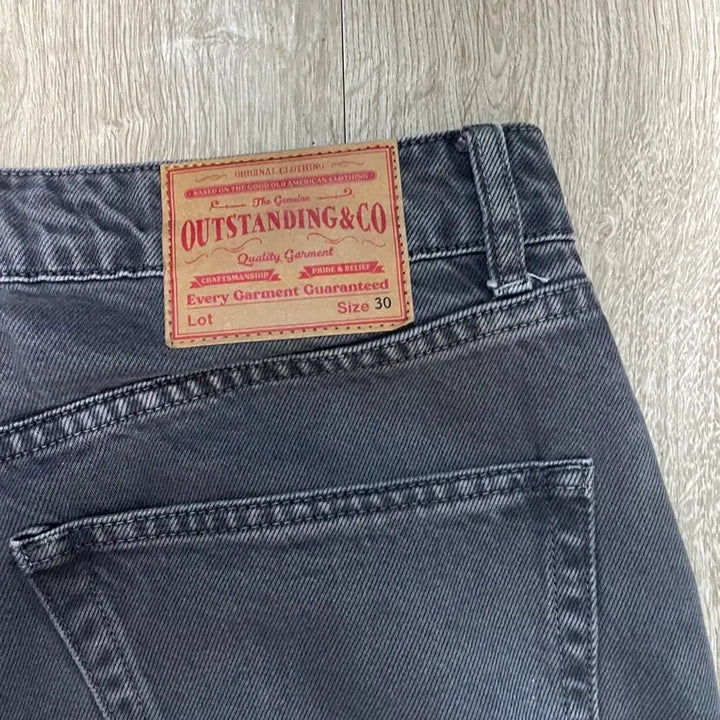 ORIGINAL CLOTHING
BASED ON THE GOOD OLD AMERICAN CLOTHING
The Genuine
OUTSTANDING&CO
Quality Garment
CRAFTSMANSHIP PRIDE & RELIEF
Every Garment Guaranteed
Lot Size 30